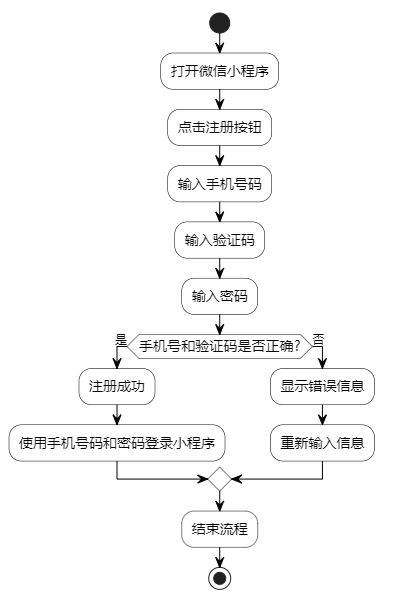 打开微信小程序
点击注册按钮
输入手机号码
输入验证码
输入密码
是
手机号和验证码是否正确?
否
注册成功
显示错误信息
使用手机号码和密码登录小程序
重新输入信息
结束流程